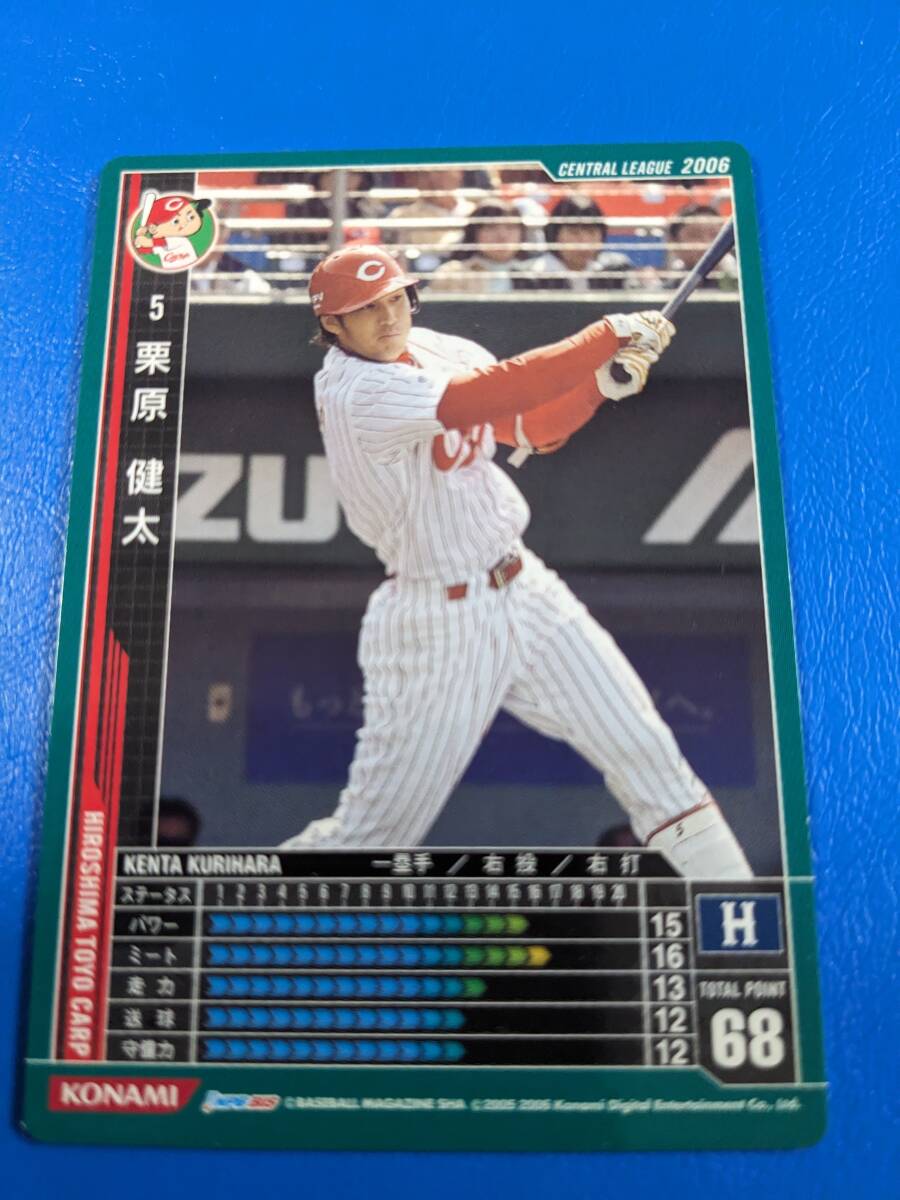 CENTRAL LEAGUE 2006
5 栗原 健太
HIROSHIMA TOYO CARP
C
ZU
もっ
へ。
5
KENTA KURIHARA 一塁手 / 右投 / 右打
ステータス 1 2 3 4 5 6 7 8 9 10 11 12 13 14 15 16 17 18 19 20
パワー 15
ミート 16
走力 13
送球 12
守備力 12
H
TOTAL POINT
68
KONAMI ©BASEBALL MAGAZINE SHA ©2005 2006 Konami Digital Entertainment Co., Ltd.